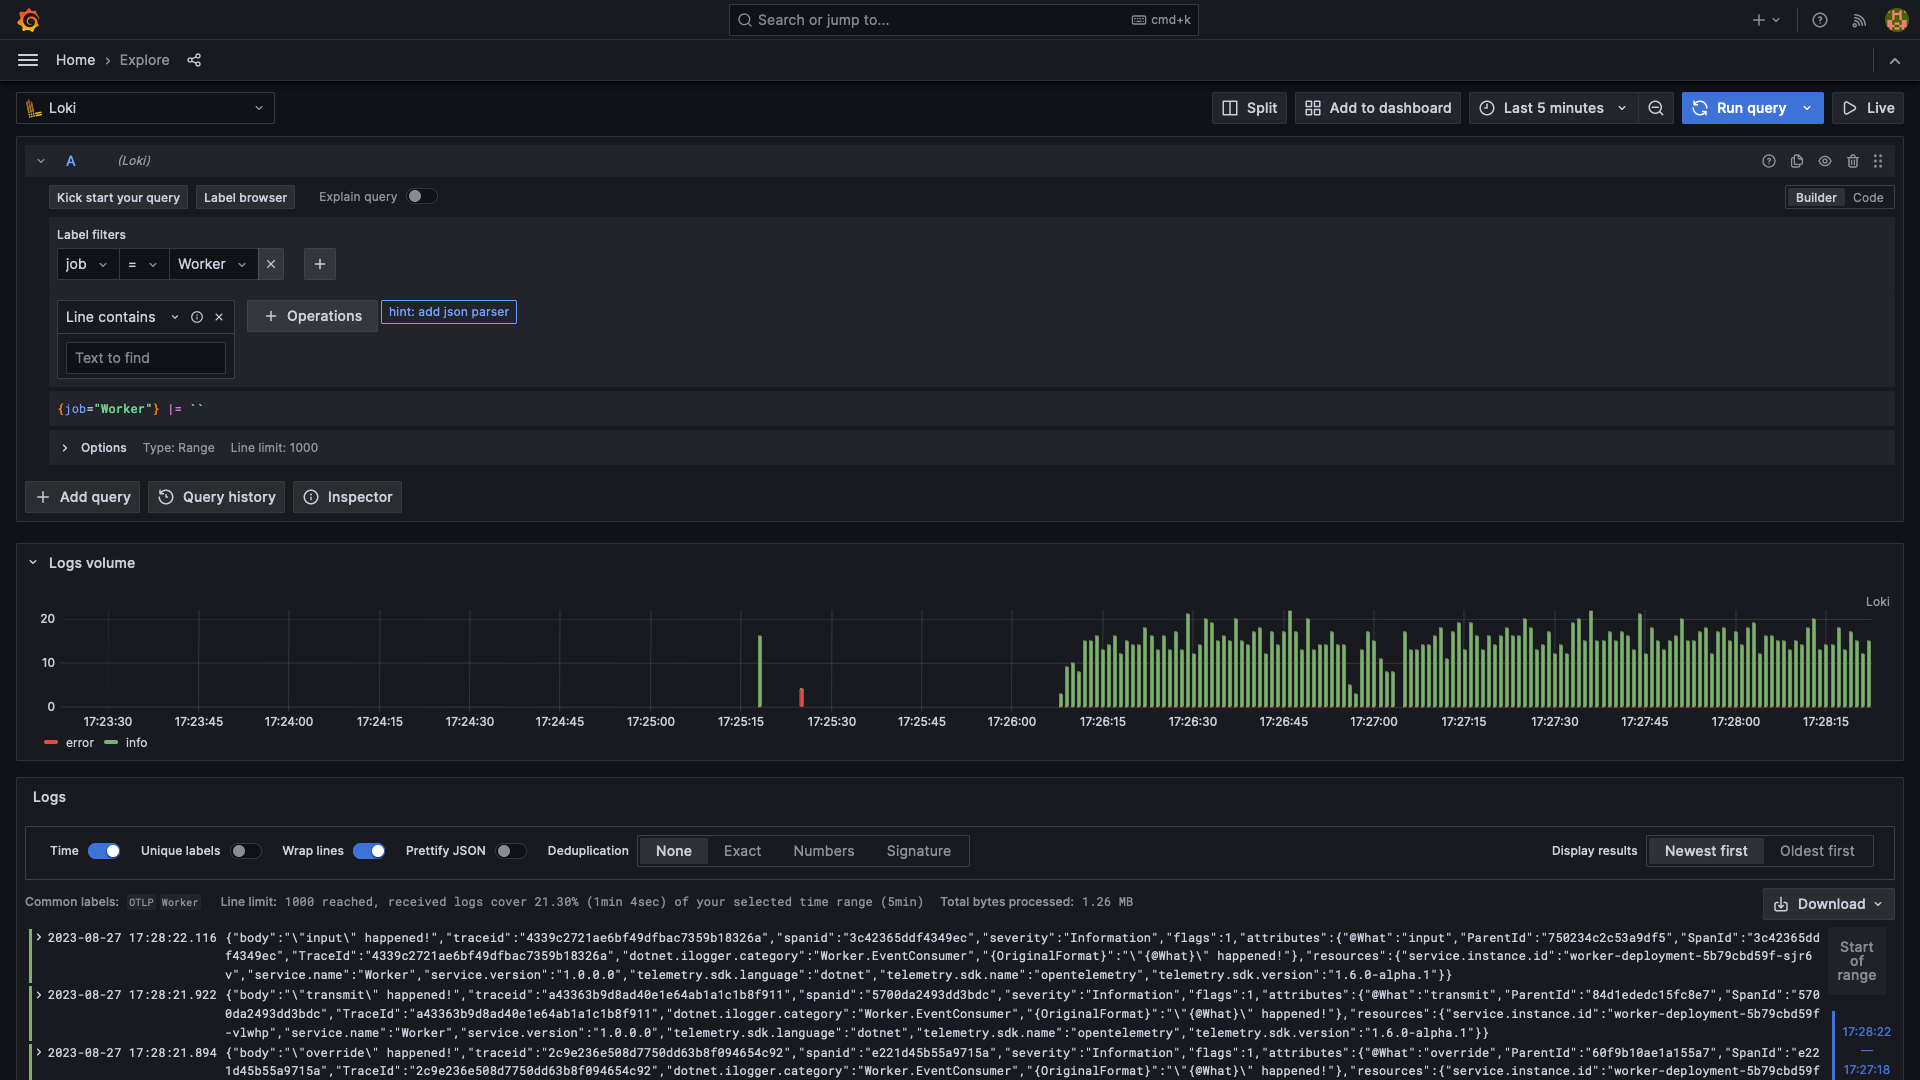 Search or jump to...
cmd+k
Home
Explore
Loki
Split
Add to dashboard
Last 5 minutes
Run query
Live
A
(Loki)
Kick start your query
Label browser
Explain query
Builder
Code
Label filters
job
=
Worker
Line contains
Operations
hint: add json parser
Text to find
{job="Worker"} |= ``
Options
Type: Range
Line limit: 1000
Add query
Query history
Inspector
Logs volume
Loki
20
10
0
17:23:30 17:23:45 17:24:00 17:24:15 17:24:30 17:24:45 17:25:00 17:25:15 17:25:30 17:25:45 17:26:00 17:26:15 17:26:30 17:26:45 17:27:00 17:27:15 17:27:30 17:27:45 17:28:00 17:28:15
error info
Logs
Time
Unique labels
Wrap lines
Prettify JSON
Deduplication
None
Exact
Numbers
Signature
Display results
Newest first
Oldest first
Common labels: OTLP Worker Line limit: 1000 reached, received logs cover 21.30% (1min 4sec) of your selected time range (5min) Total bytes processed: 1.26 MB
Download
2023-08-27 17:28:22.116 {"body":"\"input\" happened!","traceid":"4339c2721ae6bf49dfbac7359b18326a","spanid":"3c42365ddf4349ec","severity":"Information","flags":1,"attributes":{"@What":"input","ParentId":"750234c2c53a9df5","SpanId":"3c42365dd
f4349ec","TraceId":"4339c2721ae6bf49dfbac7359b18326a","dotnet.ilogger.category":"Worker.EventConsumer","{OriginalFormat}":"\"{@What}\" happened!"},"resources":{"service.instance.id":"worker-deployment-5b79cbd59f-sjr6
v","service.name":"Worker","service.version":"1.0.0.0","telemetry.sdk.language":"dotnet","telemetry.sdk.name":"opentelemetry","telemetry.sdk.version":"1.6.0-alpha.1"}}
2023-08-27 17:28:21.922 {"body":"\"transmit\" happened!","traceid":"a43363b9d8ad40e1e64ab1a1c1b8f911","spanid":"5700da2493dd3bdc","severity":"Information","flags":1,"attributes":{"@What":"transmit","ParentId":"84d1ededc15fc8e7","SpanId":"570
0da2493dd3bdc","TraceId":"a43363b9d8ad40e1e64ab1a1c1b8f911","dotnet.ilogger.category":"Worker.EventConsumer","{OriginalFormat}":"\"{@What}\" happened!"},"resources":{"service.instance.id":"worker-deployment-5b79cbd59f
-vlwhp","service.name":"Worker","service.version":"1.0.0.0","telemetry.sdk.language":"dotnet","telemetry.sdk.name":"opentelemetry","telemetry.sdk.version":"1.6.0-alpha.1"}}
2023-08-27 17:28:21.894 {"body":"\"override\" happened!","traceid":"2c9e236e508d7750dd63b8f094654c92","spanid":"e221d45b55a9715a","severity":"Information","flags":1,"attributes":{"@What":"override","ParentId":"60f9b10ae1a155a7","SpanId":"e22
1d45b55a9715a","TraceId":"2c9e236e508d7750dd63b8f094654c92","dotnet.ilogger.category":"Worker.EventConsumer","{OriginalFormat}":"\"{@What}\" happened!"},"resources":{"service.instance.id":"worker-deployment-5b79cbd59f
Start
of
range
17:28:22
—
17:27:18